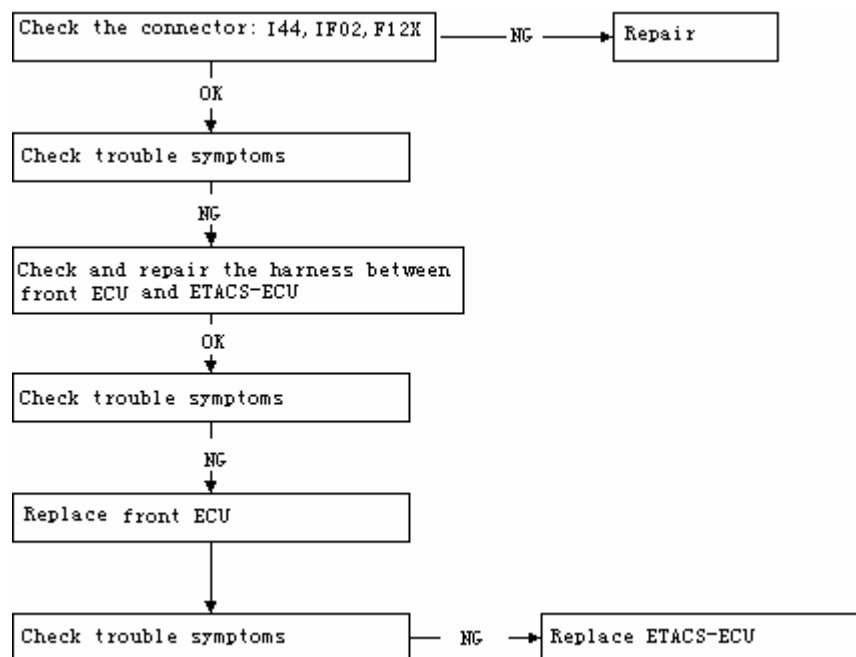 Check the connector: I44, IF02, F12X
NG
Repair
OK
Check trouble symptoms
NG
Check and repair the harness between
front ECU and ETACS-ECU
OK
Check trouble symptoms
NG
Replace front ECU
Check trouble symptoms
NG
Replace ETACS-ECU